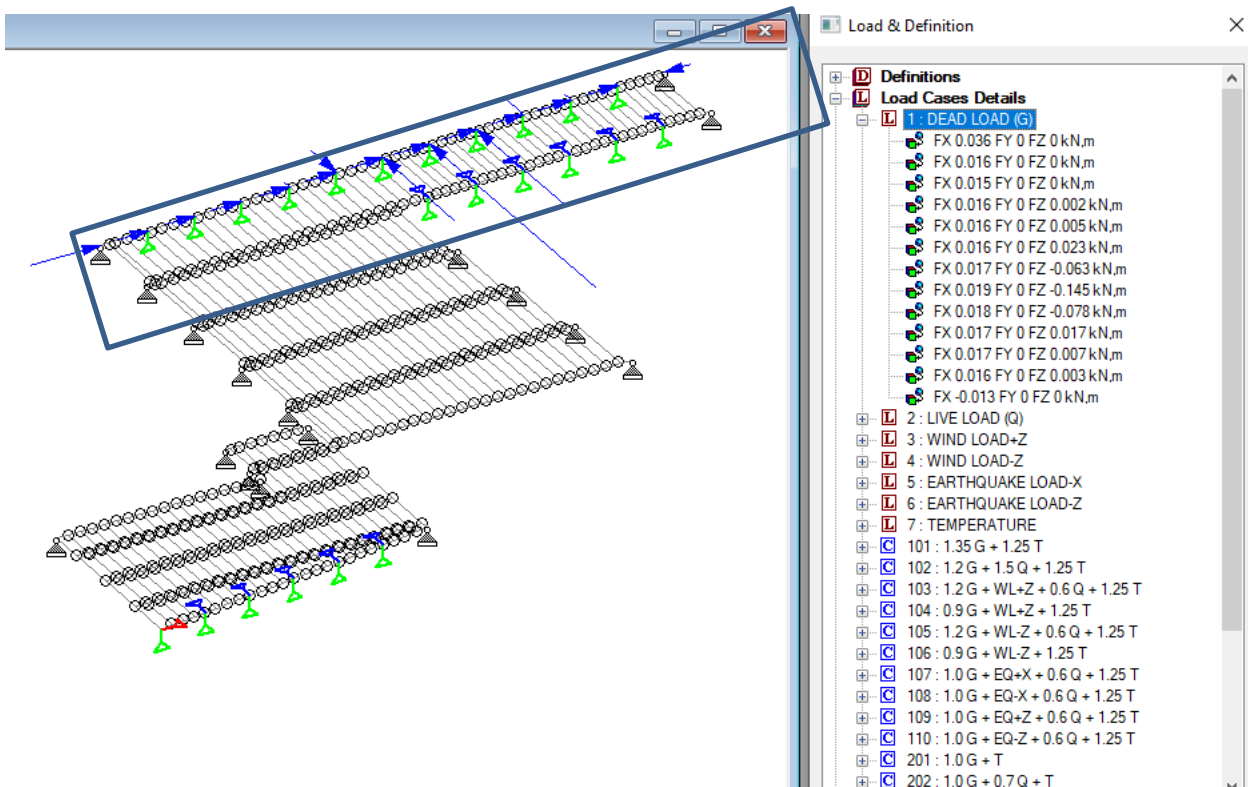 Load & Definition
Definitions
Load Cases Details
1 : DEAD LOAD (G)
FX 0.036 FY 0 FZ 0 kN,m
FX 0.016 FY 0 FZ 0 kN,m
FX 0.015 FY 0 FZ 0 kN,m
FX 0.016 FY 0 FZ 0.002 kN,m
FX 0.016 FY 0 FZ 0.005 kN,m
FX 0.016 FY 0 FZ 0.023 kN,m
FX 0.017 FY 0 FZ -0.063 kN,m
FX 0.019 FY 0 FZ -0.145 kN,m
FX 0.018 FY 0 FZ -0.078 kN,m
FX 0.017 FY 0 FZ 0.017 kN,m
FX 0.017 FY 0 FZ 0.007 kN,m
FX 0.016 FY 0 FZ 0.003 kN,m
FX -0.013 FY 0 FZ 0 kN,m
2 : LIVE LOAD (Q)
3 : WIND LOAD+Z
4 : WIND LOAD-Z
5 : EARTHQUAKE LOAD-X
6 : EARTHQUAKE LOAD-Z
7 : TEMPERATURE
101 : 1.35 G + 1.25 T
102 : 1.2 G + 1.5 Q + 1.25 T
103 : 1.2 G + WL+Z + 0.6 Q + 1.25 T
104 : 0.9 G + WL+Z + 1.25 T
105 : 1.2 G + WL-Z + 0.6 Q + 1.25 T
106 : 0.9 G + WL-Z + 1.25 T
107 : 1.0 G + EQ+X + 0.6 Q + 1.25 T
108 : 1.0 G + EQ-X + 0.6 Q + 1.25 T
109 : 1.0 G + EQ+Z + 0.6 Q + 1.25 T
110 : 1.0 G + EQ-Z + 0.6 Q + 1.25 T
201 : 1.0 G + T
202 : 1.0 G + 0.7 Q + T